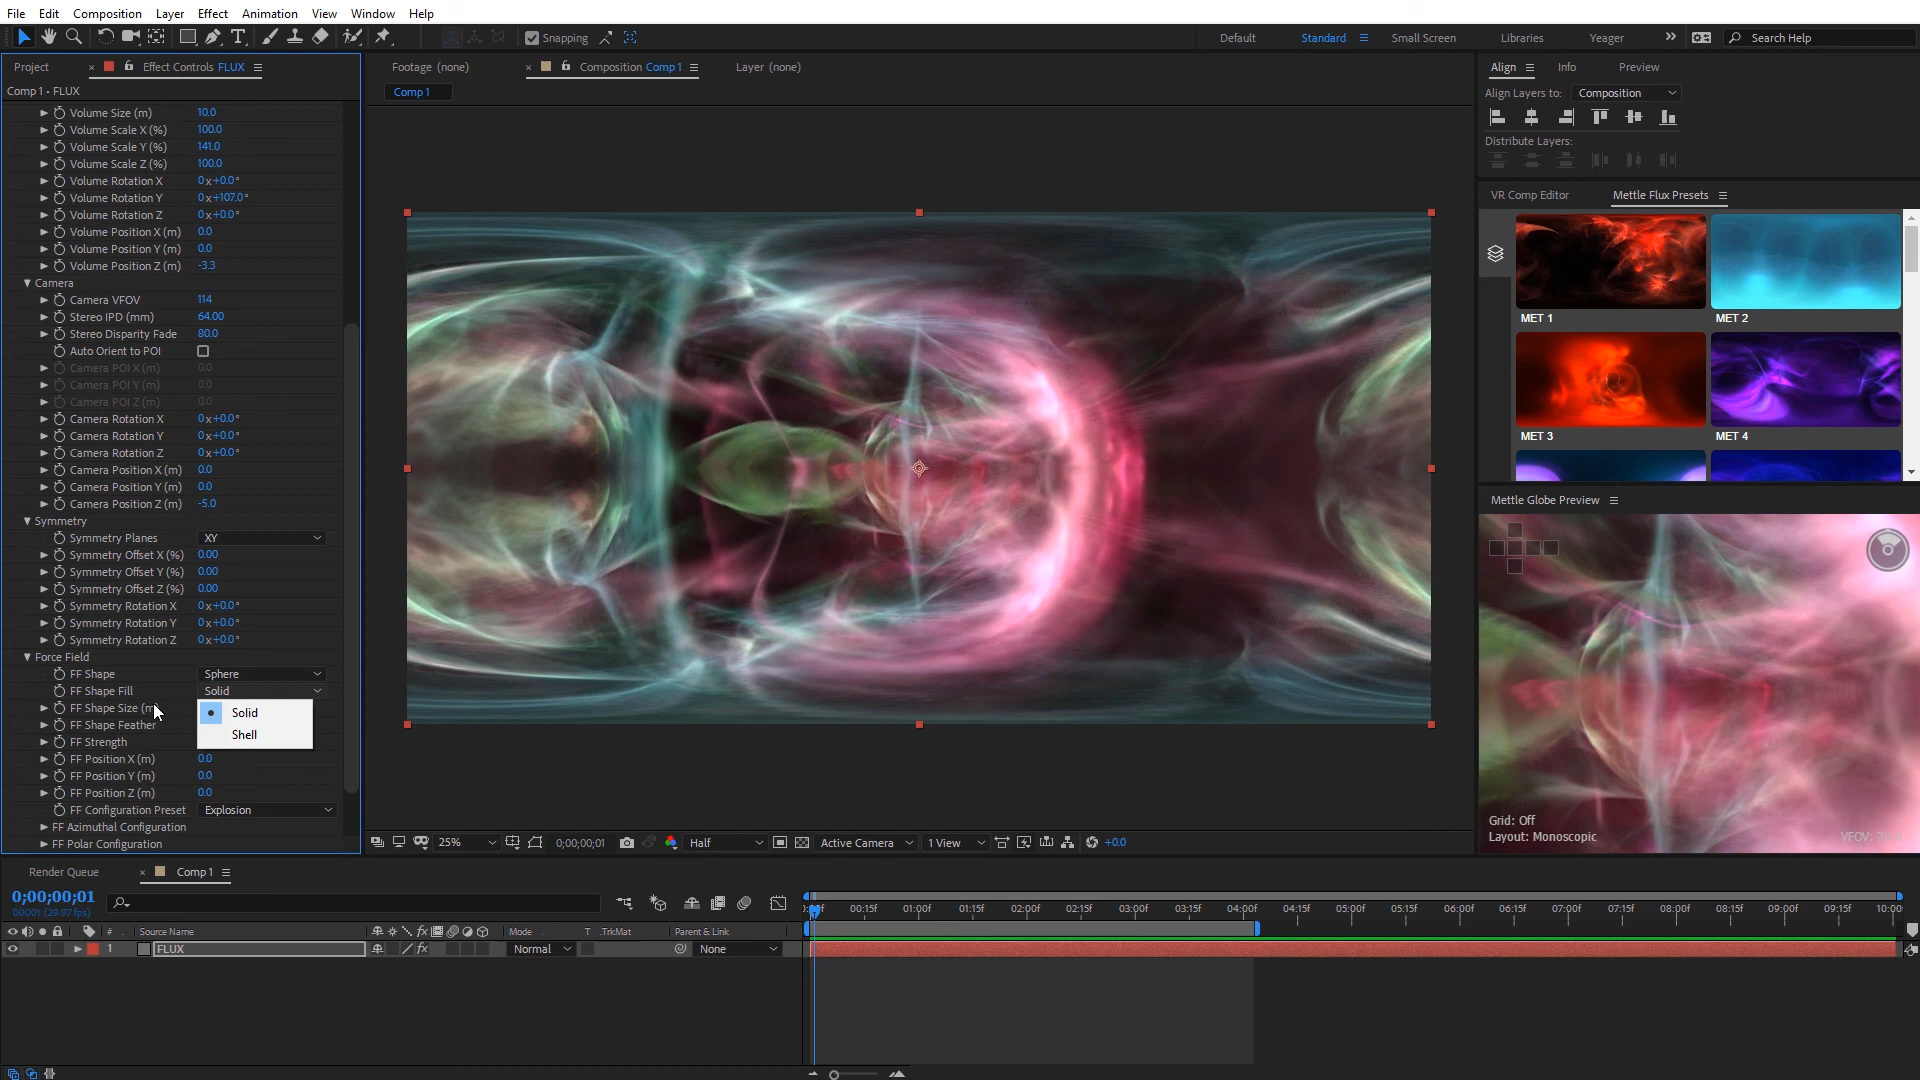 File Edit Composition Layer Effect Animation View Window Help
Snapping
Default Standard Small Screen Libraries Yeager Search Help
Project Effect Controls FLUX
Comp 1 • FLUX
Volume Size (m) 10.0
Volume Scale X (%) 100.0
Volume Scale Y (%) 141.0
Volume Scale Z (%) 100.0
Volume Rotation X 0x+0.0°
Volume Rotation Y 0x+107.0°
Volume Rotation Z 0x+0.0°
Volume Position X (m) 0.0
Volume Position Y (m) 0.0
Volume Position Z (m) -3.3
Camera
Camera VFOV 114
Stereo IPD (mm) 64.00
Stereo Disparity Fade 80.0
Auto Orient to POI
Camera POI X (m) 0.0
Camera POI Y (m) 0.0
Camera POI Z (m) 0.0
Camera Rotation X 0x+0.0°
Camera Rotation Y 0x+0.0°
Camera Rotation Z 0x+0.0°
Camera Position X (m) 0.0
Camera Position Y (m) 0.0
Camera Position Z (m) -5.0
Symmetry
Symmetry Planes XY
Symmetry Offset X (%) 0.00
Symmetry Offset Y (%) 0.00
Symmetry Offset Z (%) 0.00
Symmetry Rotation X 0x+0.0°
Symmetry Rotation Y 0x+0.0°
Symmetry Rotation Z 0x+0.0°
Force Field
FF Shape Sphere
FF Shape Fill Solid
FF Shape Size (m
Solid
FF Shape Feather
Shell
FF Strength
FF Position X (m) 0.0
FF Position Y (m) 0.0
FF Position Z (m) 0.0
FF Configuration Preset Explosion
FF Azimuthal Configuration
FF Polar Configuration
Footage (none) Composition Comp 1 Layer (none)
Comp 1
25% 0;00;00;01 Half Active Camera 1 View +0.0
Align Info Preview
Align Layers to: Composition
Distribute Layers:
VR Comp Editor Mettle Flux Presets
MET 1 MET 2
MET 3 MET 4
Mettle Globe Preview
Grid: Off
Layout: Monoscopic
Render Queue Comp 1
0;00;00;01
00001 (29.97 fps)
00:15f 01:00f 01:15f 02:00f 02:15f 03:00f 03:15f 04:00f 04:15f 05:00f 05:15f 06:00f 06:15f 07:00f 07:15f 08:00f 08:15f 09:00f 09:15f 10:00
# Source Name fx Mode T .TrkMat Parent & Link
1 FLUX fx Normal None